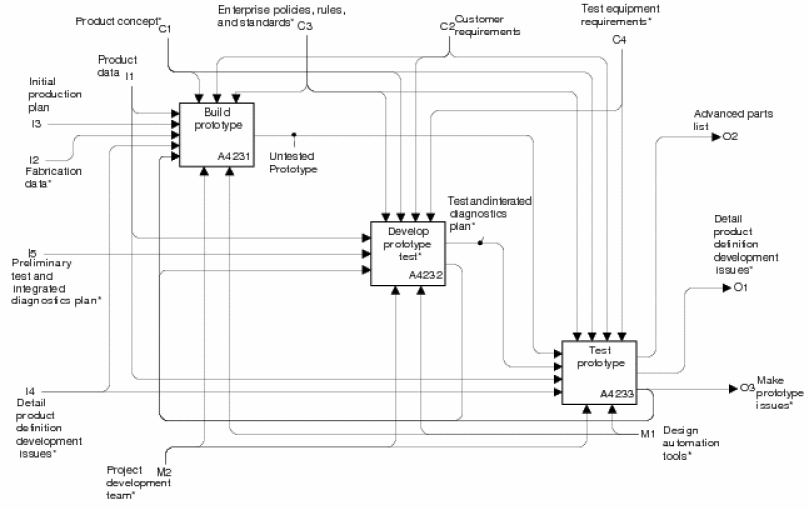 Product concept*
C1
Enterprise policies, rules,
and standards*
C3
C2
Customer
requirements
Test equipment
requirements*
C4
Product
data
I1
Initial
production
plan
I3
I2
Fabrication
data*
Build
prototype
A4231
Untested
Prototype
Advanced parts
list
O2
Testandinterated
diagnostics
plan*
Develop
prototype
test*
A4232
I5
Preliminary
test and
integrated
diagnostics plan*
Detail
product
definition
development
issues*
O1
Test
prototype
A4233
I4
Detail
product
definition
development
issues*
O3
Make
prototype
issues*
M1
Design
automation
tools*
Project
development
team*
M2